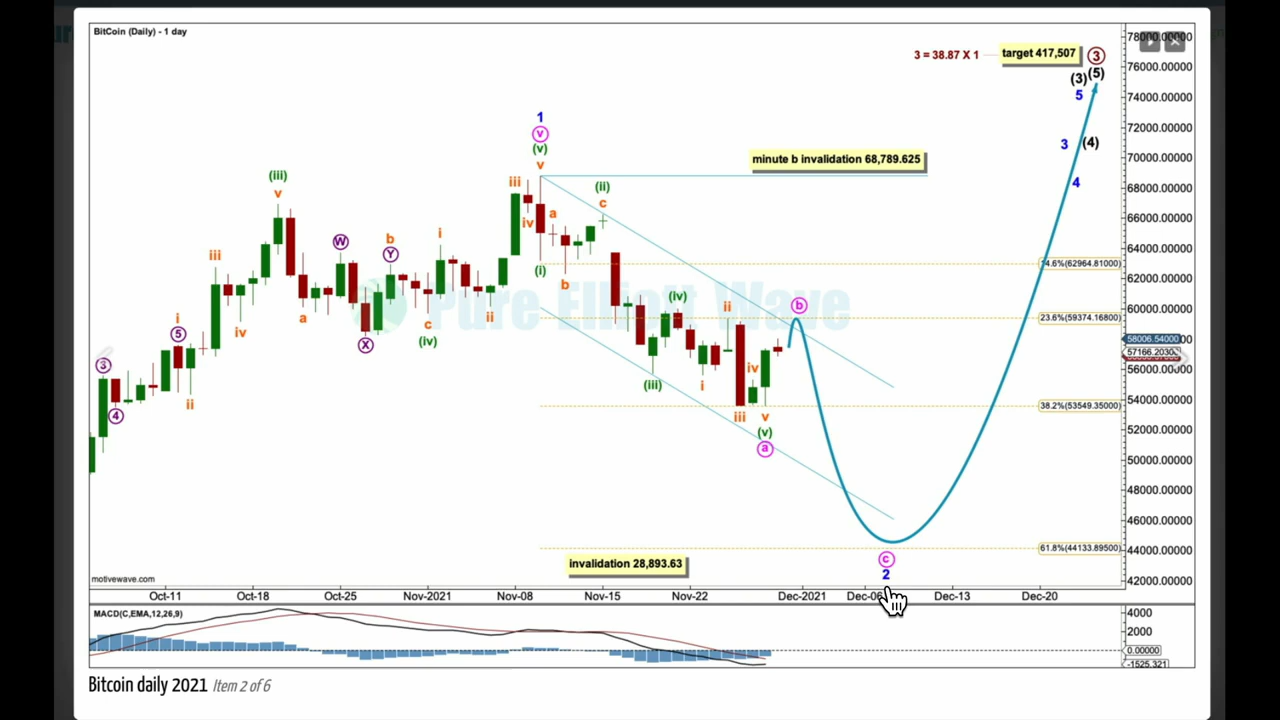 BitCoin (Daily) - 1 day
78000.00000
3 = 38.87 X 1
target 417,507
3
76000.00000
(3)
(5)
5
74000.00000
1
72000.00000
v
(v)
3
(4)
70000.00000
v
minute b invalidation 68,789.625
(iii)
v
iii
(ii)
4
68000.00000
c
iv
a
66000.00000
W
b
i
64000.00000
iii
Y
(i)
14.6%(62964.81000)
b
62000.00000
i
iv
a
c
ii
(iv)
ii
b
Pure Elliott Wave
23.6%(59374.16800)
5
X
(iv)
58006.54000
57166.20300
3
iv
56000.00000
ii
(iii)
i
4
iii
v
38.2%(53549.35000)
54000.00000
(v)
52000.00000
a
50000.00000
48000.00000
46000.00000
invalidation 28,893.63
c
61.8%(44133.89500)
44000.00000
2
motivewave.com
42000.00000
Oct-11
Oct-18
Oct-25
Nov-2021
Nov-08
Nov-15
Nov-22
Dec-2021
Dec-06
Dec-13
Dec-20
MACD(C,EMA,12,26,9)
4000
2000
0.00000
-1525.321
Bitcoin daily 2021 Item 2 of 6